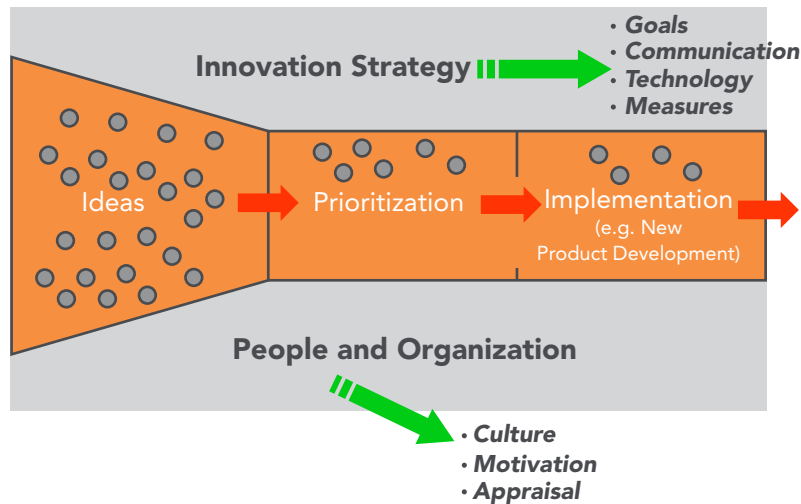 Innovation Strategy
· Goals
· Communication
· Technology
· Measures
Ideas
Prioritization
Implementation
(e.g. New
Product Development)
People and Organization
· Culture
· Motivation
· Appraisal